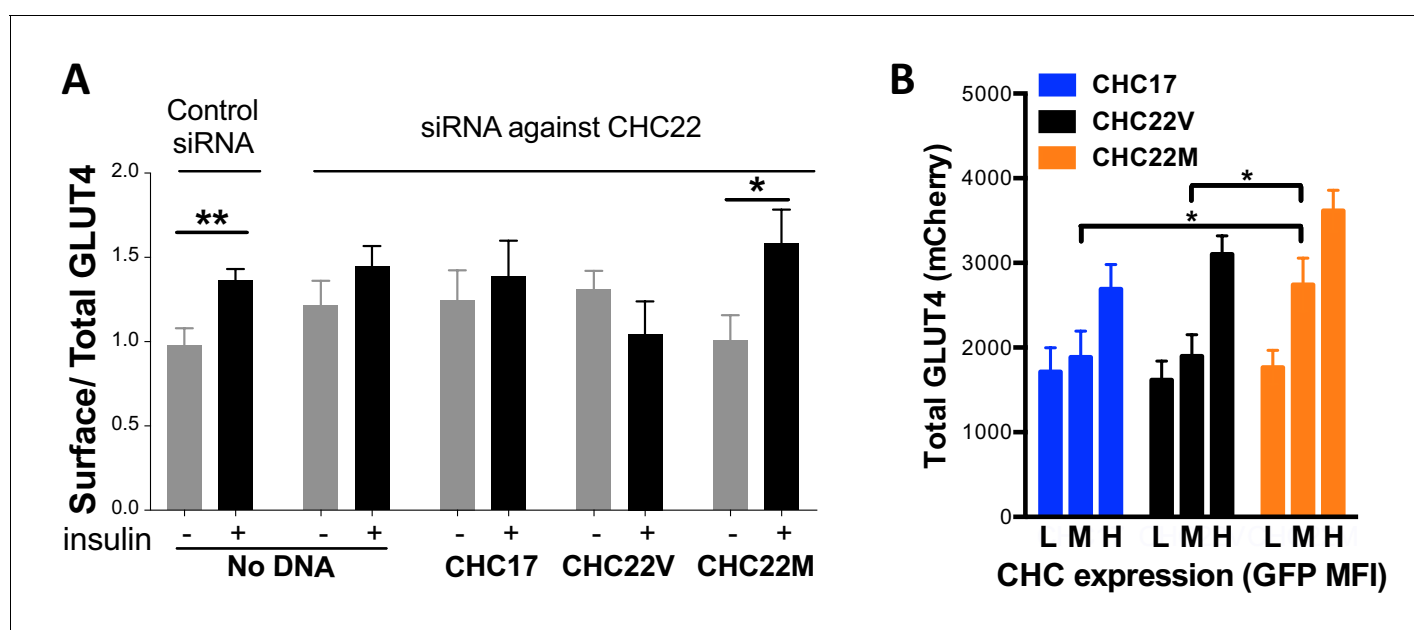 A
Control
siRNA
siRNA against CHC22
Surface/ Total GLUT4
2.0
1.5
1.0
0.5
0.0
**
*
insulin
- + - + - + - + - +
No DNA
CHC17
CHC22V
CHC22M
B
CHC17
CHC22V
CHC22M
Total GLUT4 (mCherry)
5000
4000
3000
2000
1000
0
*
*
L M H L M H L M H
CHC expression (GFP MFI)